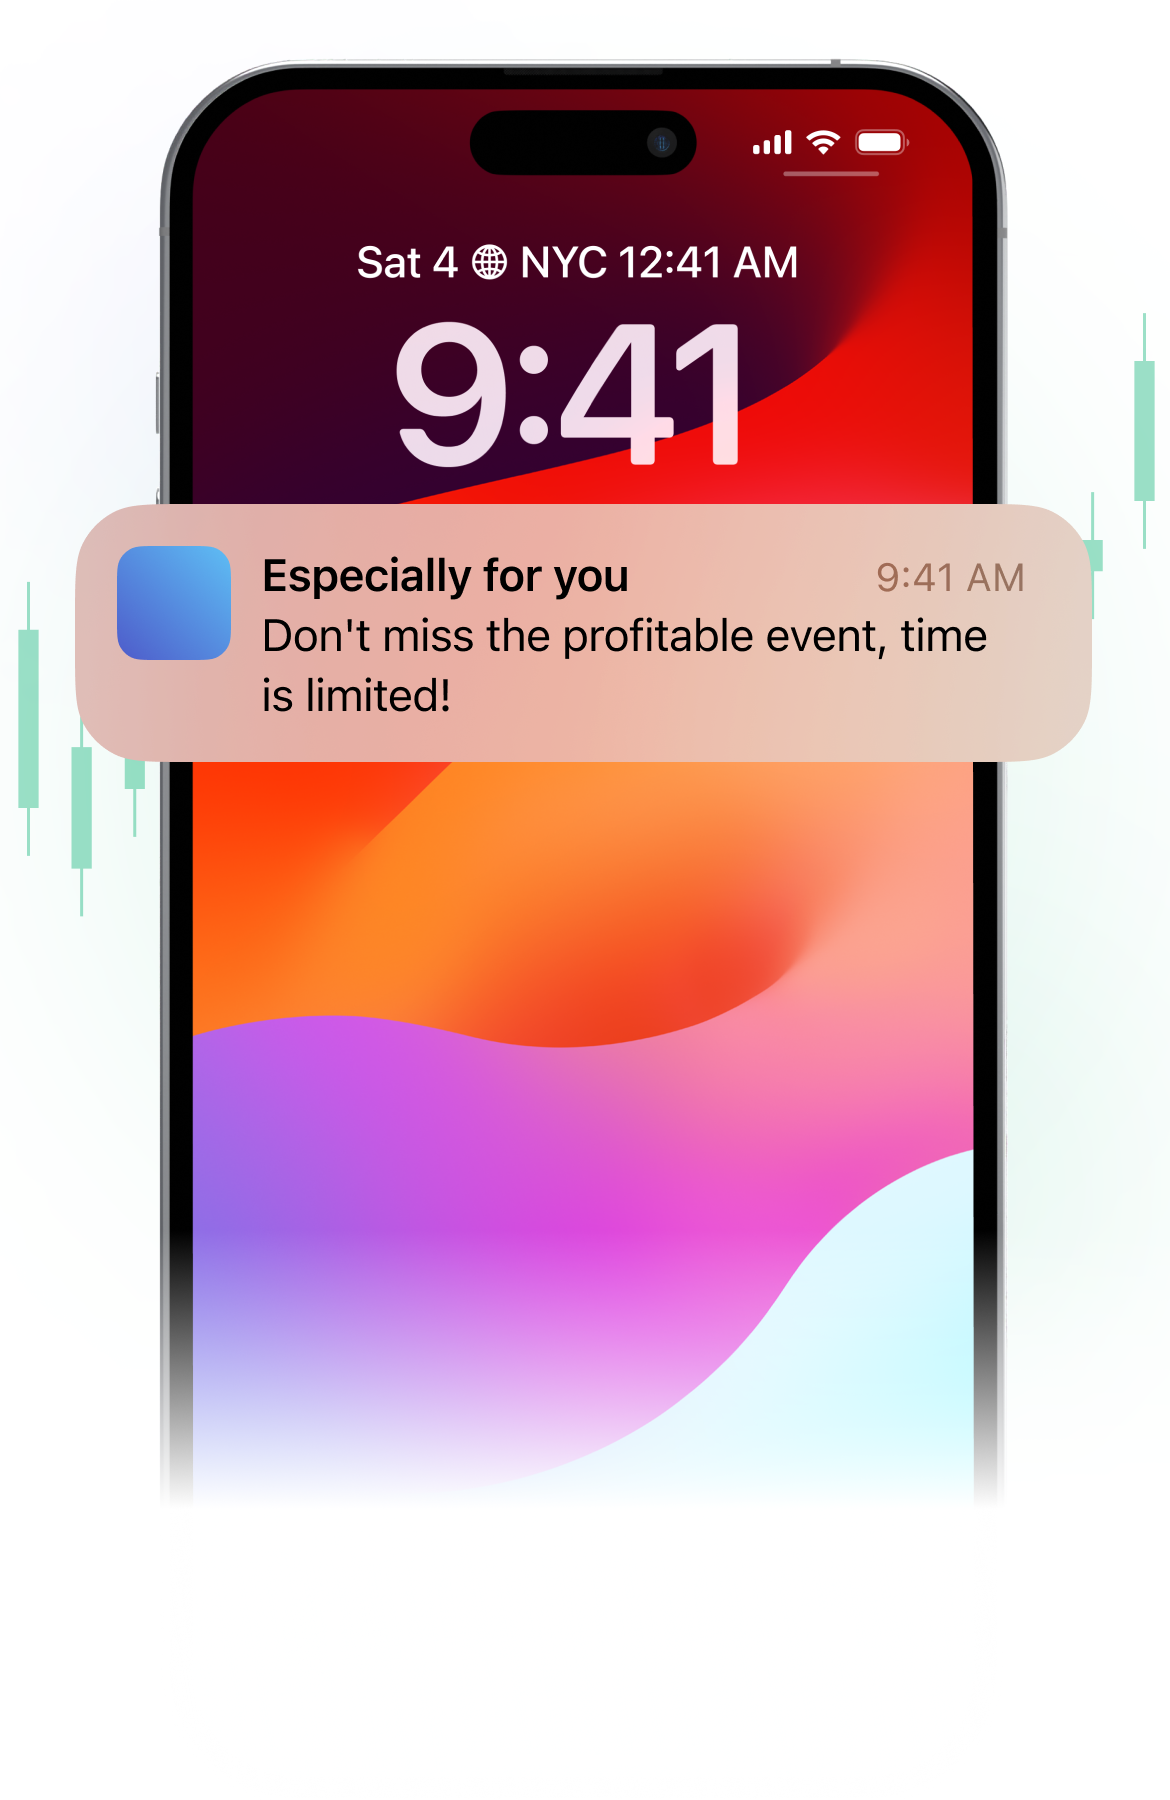 Sat 4 NYC 12:41 AM
9:41
Especially for you 9:41 AM
Don't miss the profitable event, time
is limited!